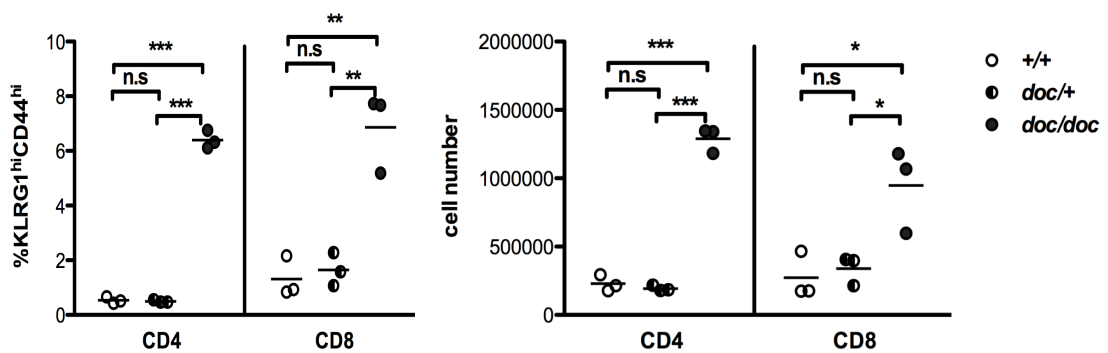 %KLRG1hiCD44hi
10
8
6
4
2
0
***
n.s
***
**
n.s
**
CD4
CD8
cell number
2000000
1500000
1000000
500000
0
***
n.s
***
*
n.s
*
CD4
CD8
+/+
doc/+
doc/doc